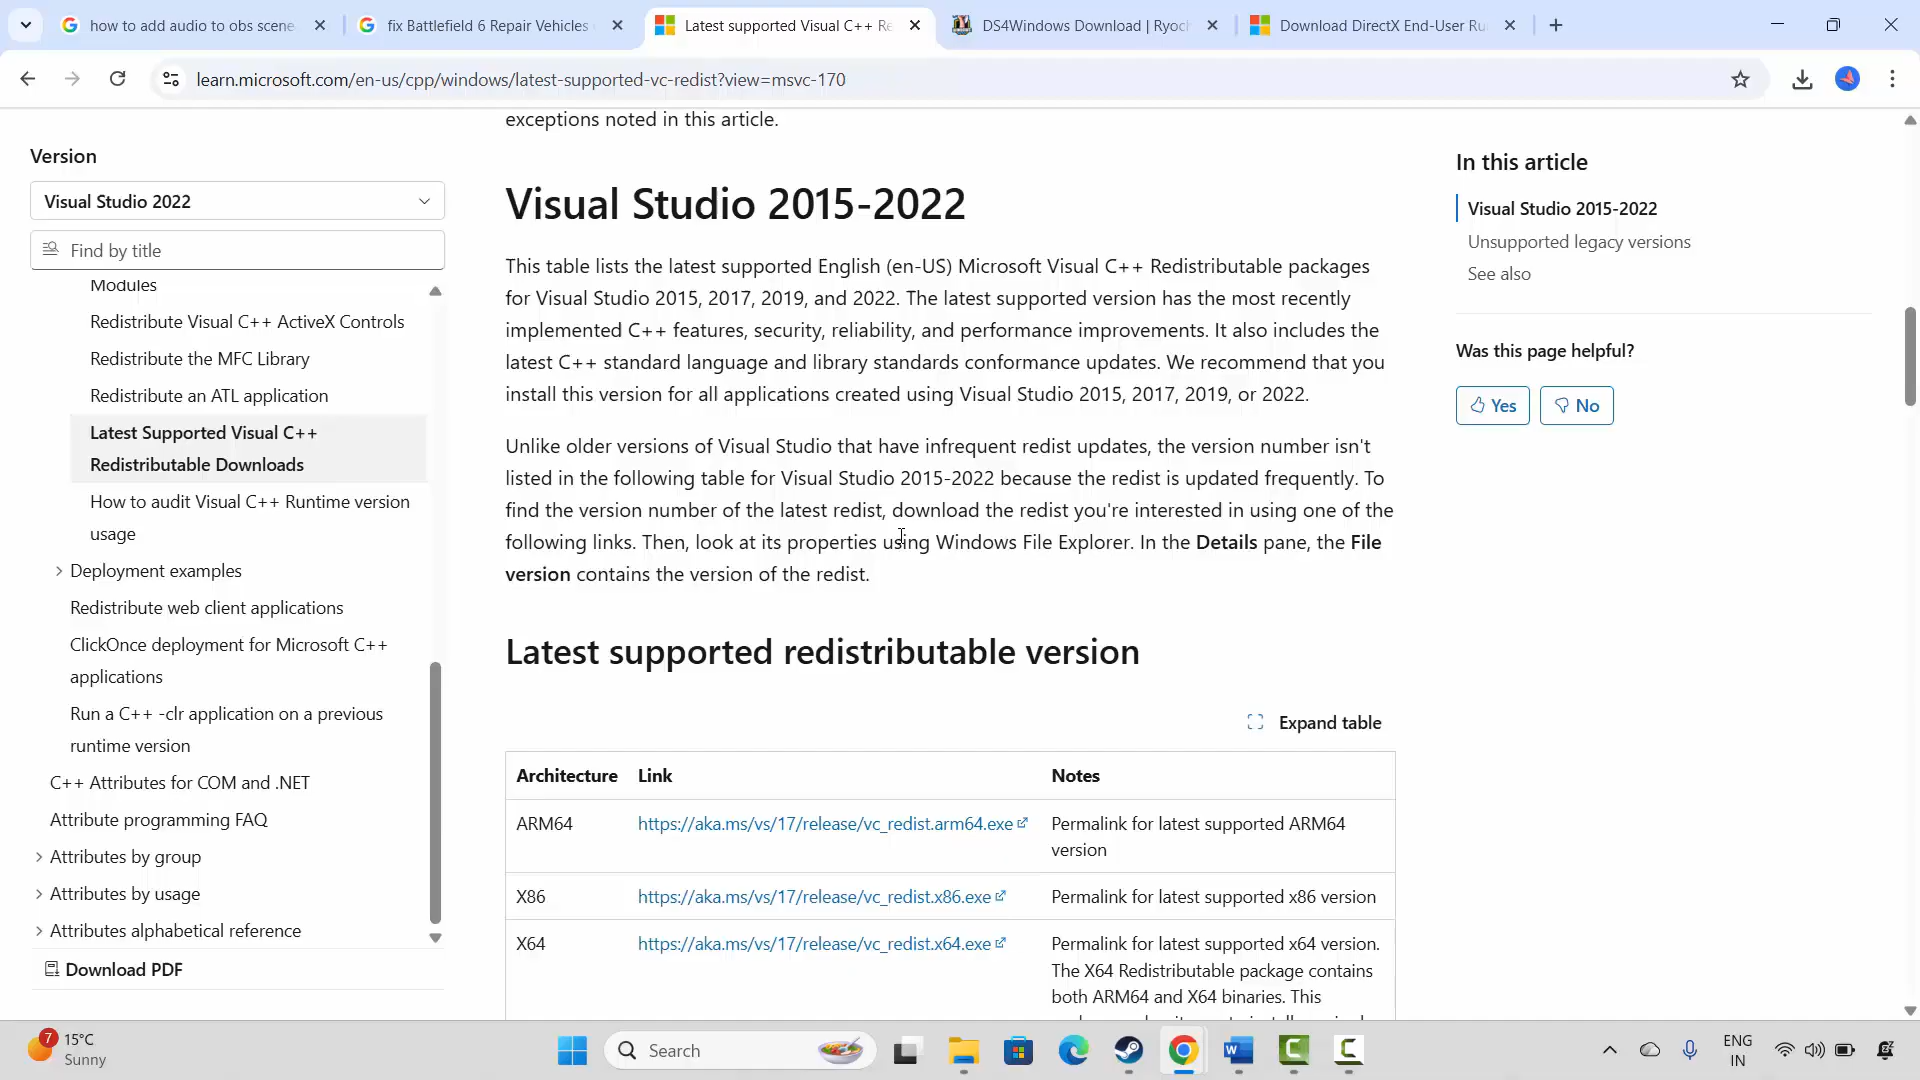 how to add audio to obs scene
fix Battlefield 6 Repair Vehicles
Latest supported Visual C++ Re
DS4Windows Download | Ryoch
Download DirectX End-User Ru
learn.microsoft.com/en-us/cpp/windows/latest-supported-vc-redist?view=msvc-170
Version
Visual Studio 2022
Find by title
Modules
Redistribute Visual C++ ActiveX Controls
Redistribute the MFC Library
Redistribute an ATL application
Latest Supported Visual C++
Redistributable Downloads
How to audit Visual C++ Runtime version
usage
Deployment examples
Redistribute web client applications
ClickOnce deployment for Microsoft C++
applications
Run a C++ -clr application on a previous
runtime version
C++ Attributes for COM and .NET
Attribute programming FAQ
Attributes by group
Attributes by usage
Attributes alphabetical reference
Download PDF
exceptions noted in this article.
Visual Studio 2015-2022
This table lists the latest supported English (en-US) Microsoft Visual C++ Redistributable packages
for Visual Studio 2015, 2017, 2019, and 2022. The latest supported version has the most recently
implemented C++ features, security, reliability, and performance improvements. It also includes the
latest C++ standard language and library standards conformance updates. We recommend that you
install this version for all applications created using Visual Studio 2015, 2017, 2019, or 2022.
Unlike older versions of Visual Studio that have infrequent redist updates, the version number isn't
listed in the following table for Visual Studio 2015-2022 because the redist is updated frequently. To
find the version number of the latest redist, download the redist you're interested in using one of the
following links. Then, look at its properties using Windows File Explorer. In the Details pane, the File
version contains the version of the redist.
Latest supported redistributable version
Expand table
Architecture Link Notes
ARM64 https://aka.ms/vs/17/release/vc_redist.arm64.exe Permalink for latest supported ARM64
version
X86 https://aka.ms/vs/17/release/vc_redist.x86.exe Permalink for latest supported x86 version
X64 https://aka.ms/vs/17/release/vc_redist.x64.exe Permalink for latest supported x64 version.
The X64 Redistributable package contains
both ARM64 and X64 binaries. This
In this article
Visual Studio 2015-2022
Unsupported legacy versions
See also
Was this page helpful?
Yes
No
7
15°C
Sunny
Search
ENG
IN